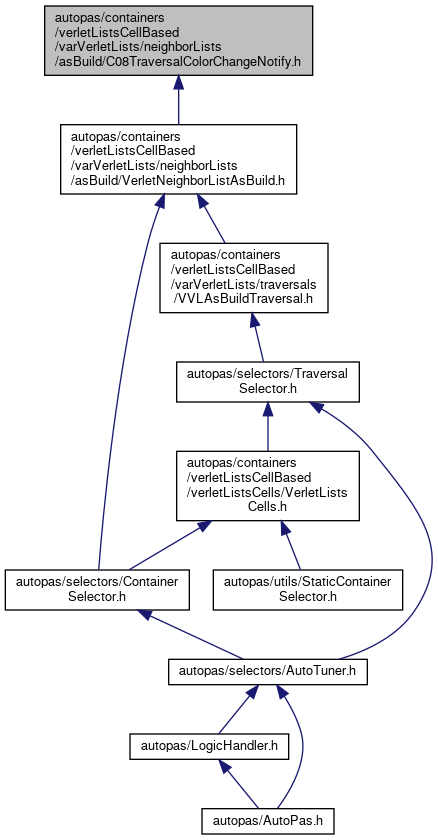 autopas/containers
/verletListsCellBased
/varVerletLists/neighborLists
/asBuild/C08TraversalColorChangeNotify.h
autopas/containers
/verletListsCellBased
/varVerletLists/neighborLists
/asBuild/VerletNeighborListAsBuild.h
autopas/containers
/verletListsCellBased
/varVerletLists/traversals
/VVLAsBuildTraversal.h
autopas/selectors/Traversal
Selector.h
autopas/containers
/verletListsCellBased
/verletListsCells/VerletLists
Cells.h
autopas/selectors/Container
Selector.h
autopas/utils/StaticContainer
Selector.h
autopas/selectors/AutoTuner.h
autopas/LogicHandler.h
autopas/AutoPas.h